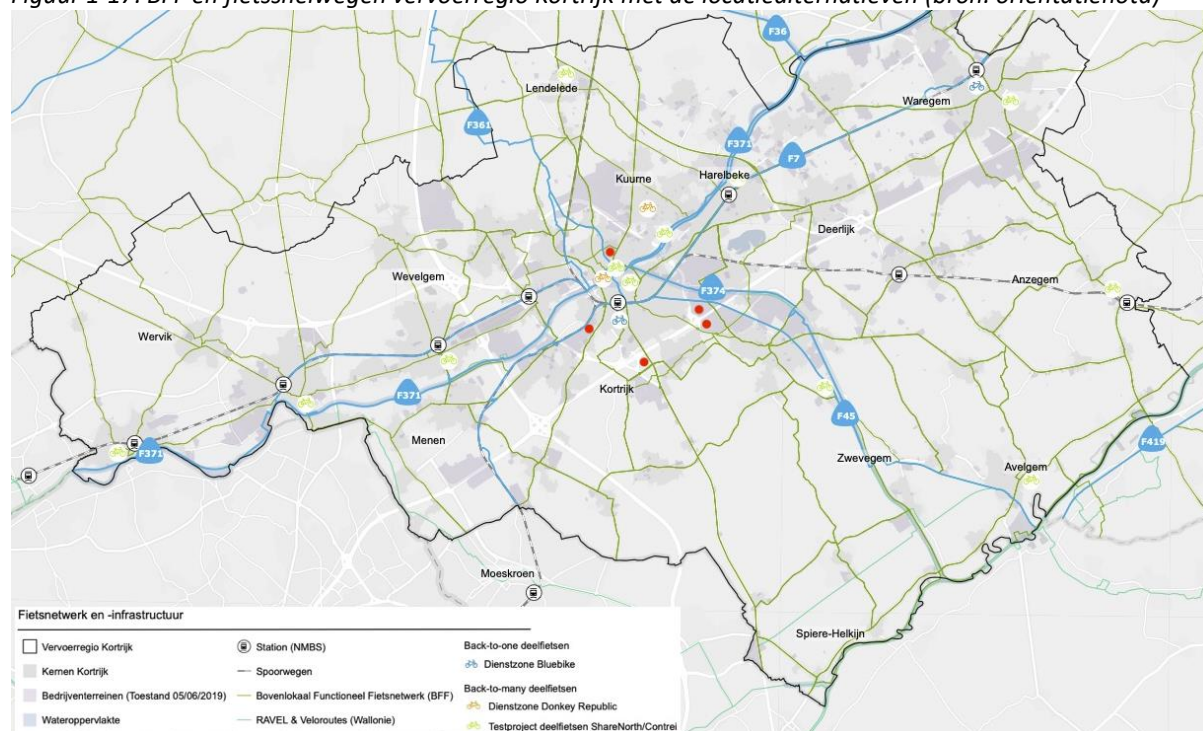 Figuur 1-17: BFF en fietssnelwegen vervoerregio Kortrijk met de locatiealternatieven (bron: oriëntatienota)
F36
Lendelede
Waregem
F361
F371
F7
Kuurne
Harelbeke
Deerlijk
Wevelgem
Anzegem
F374
Wervik
Kortrijk
F371
F45
Menen
F419
F371
Zwevegem
Avelgem
Moeskroen
Spiere-Helkijn
Fietsnetwerk en -infrastructuur
Vervoerregio Kortrijk
Station (NMBS)
Back-to-one deelfietsen
Kernen Kortrijk
Spoorwegen
Dienstzone Bluebike
Bedrijventerreinen (Toestand 05/06/2019)
Bovenlokaal Functioneel Fietsnetwerk (BFF)
Back-to-many deelfietsen
Dienstzone Donkey Republic
Wateroppervlakte
RAVEL & Veloroutes (Wallonie)
Testproject deelfietsen ShareNorth/Contrei